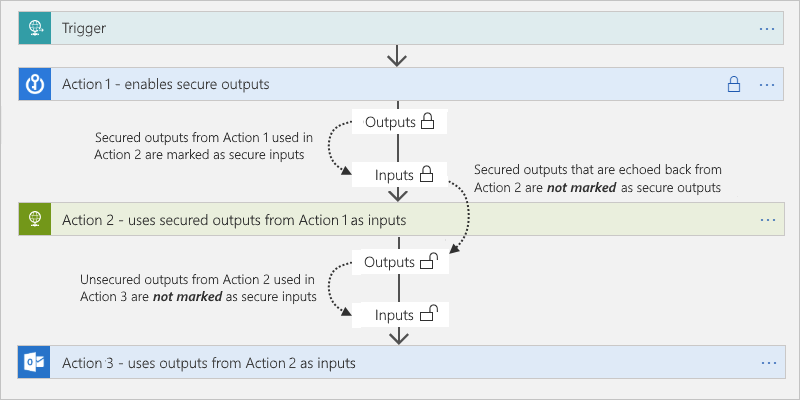 Trigger
Action 1 - enables secure outputs
Outputs
Secured outputs from Action 1 used in
Action 2 are marked as secure inputs
Inputs
Secured outputs that are echoed back from
Action 2 are not marked as secure outputs
Action 2 - uses secured outputs from Action 1 as inputs
Outputs
Unsecured outputs from Action 2 used in
Action 3 are not marked as secure inputs
Inputs
Action 3 - uses outputs from Action 2 as inputs